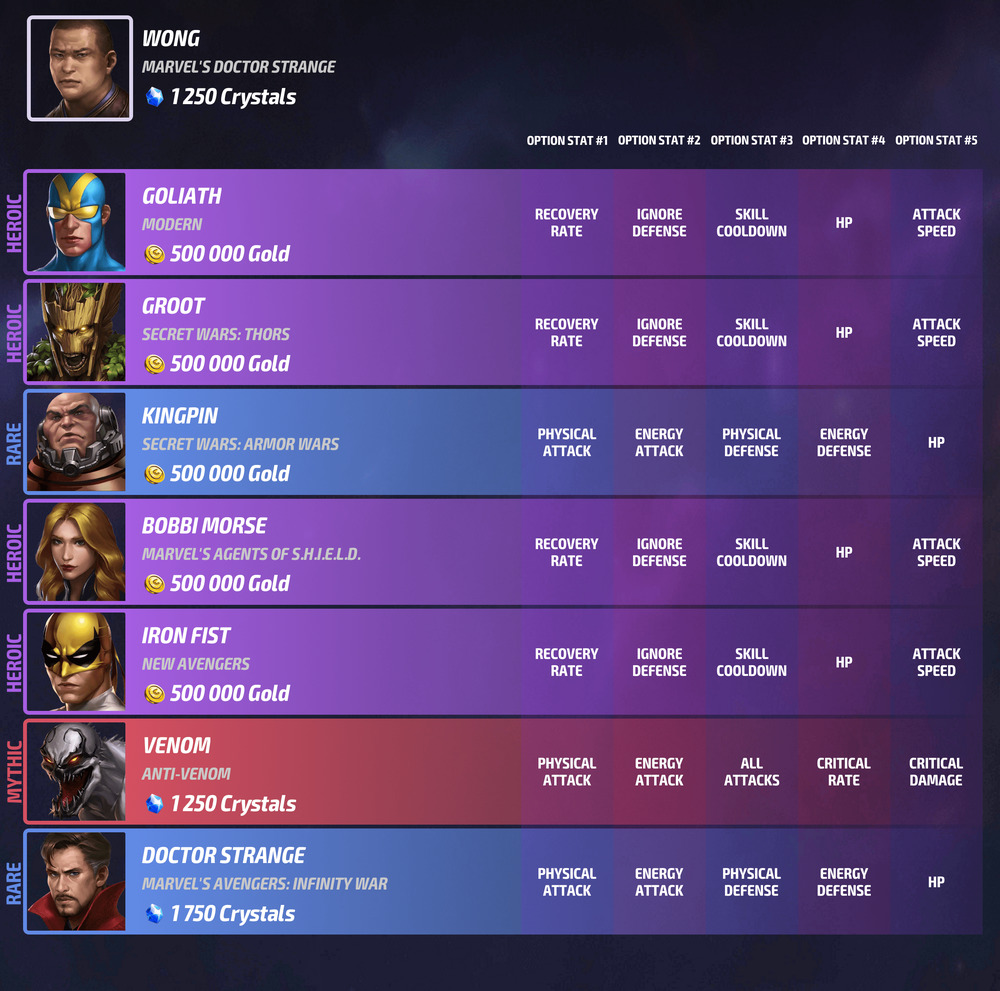 WONG
MARVEL'S DOCTOR STRANGE
1 250 Crystals
OPTION STAT #1 OPTION STAT #2 OPTION STAT #3 OPTION STAT #4 OPTION STAT #5
HEROIC
GOLIATH
MODERN
500 000 Gold
RECOVERY
RATE
IGNORE
DEFENSE
SKILL
COOLDOWN
HP
ATTACK
SPEED
HEROIC
GROOT
SECRET WARS: THORS
500 000 Gold
RECOVERY
RATE
IGNORE
DEFENSE
SKILL
COOLDOWN
HP
ATTACK
SPEED
RARE
KINGPIN
SECRET WARS: ARMOR WARS
500 000 Gold
PHYSICAL
ATTACK
ENERGY
ATTACK
PHYSICAL
DEFENSE
ENERGY
DEFENSE
HP
HEROIC
BOBBI MORSE
MARVEL'S AGENTS OF S.H.I.E.L.D.
500 000 Gold
RECOVERY
RATE
IGNORE
DEFENSE
SKILL
COOLDOWN
HP
ATTACK
SPEED
HEROIC
IRON FIST
NEW AVENGERS
500 000 Gold
RECOVERY
RATE
IGNORE
DEFENSE
SKILL
COOLDOWN
HP
ATTACK
SPEED
MYTHIC
VENOM
ANTI-VENOM
1 250 Crystals
PHYSICAL
ATTACK
ENERGY
ATTACK
ALL
ATTACKS
CRITICAL
RATE
CRITICAL
DAMAGE
RARE
DOCTOR STRANGE
MARVEL'S AVENGERS: INFINITY WAR
1 750 Crystals
PHYSICAL
ATTACK
ENERGY
ATTACK
PHYSICAL
DEFENSE
ENERGY
DEFENSE
HP